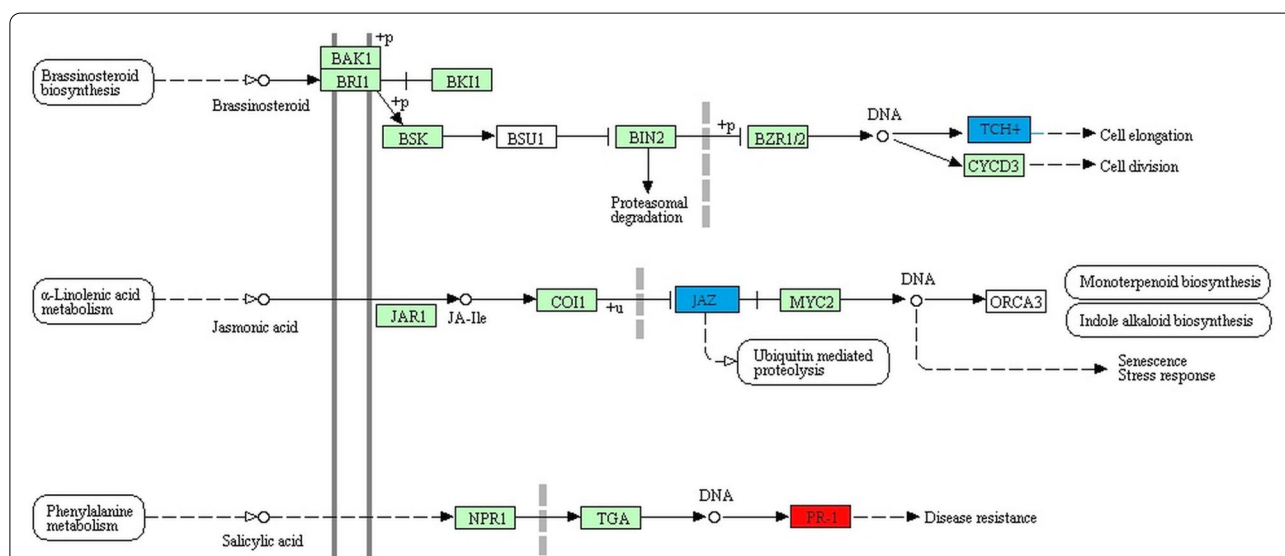 +p
BAK1
Brassinosteroid
biosynthesis
BRI1
BKI1
Brassinosteroid
+p
BSK
BSU1
BIN2
+p
BZR1/2
DNA
TCH4
Cell elongation
CYCD3
Cell division
Proteasomal
degradation
α-Linolenic acid
metabolism
Jasmonic acid
JAR1
JA-Ile
COI1
+u
JAZ
MYC2
DNA
ORCA3
Monoterpenoid biosynthesis
Indole alkaloid biosynthesis
Ubiquitin mediated
proteolysis
Senescence
Stress response
Phenylalanine
metabolism
Salicylic acid
NPR1
TGA
DNA
PR-1
Disease resistance